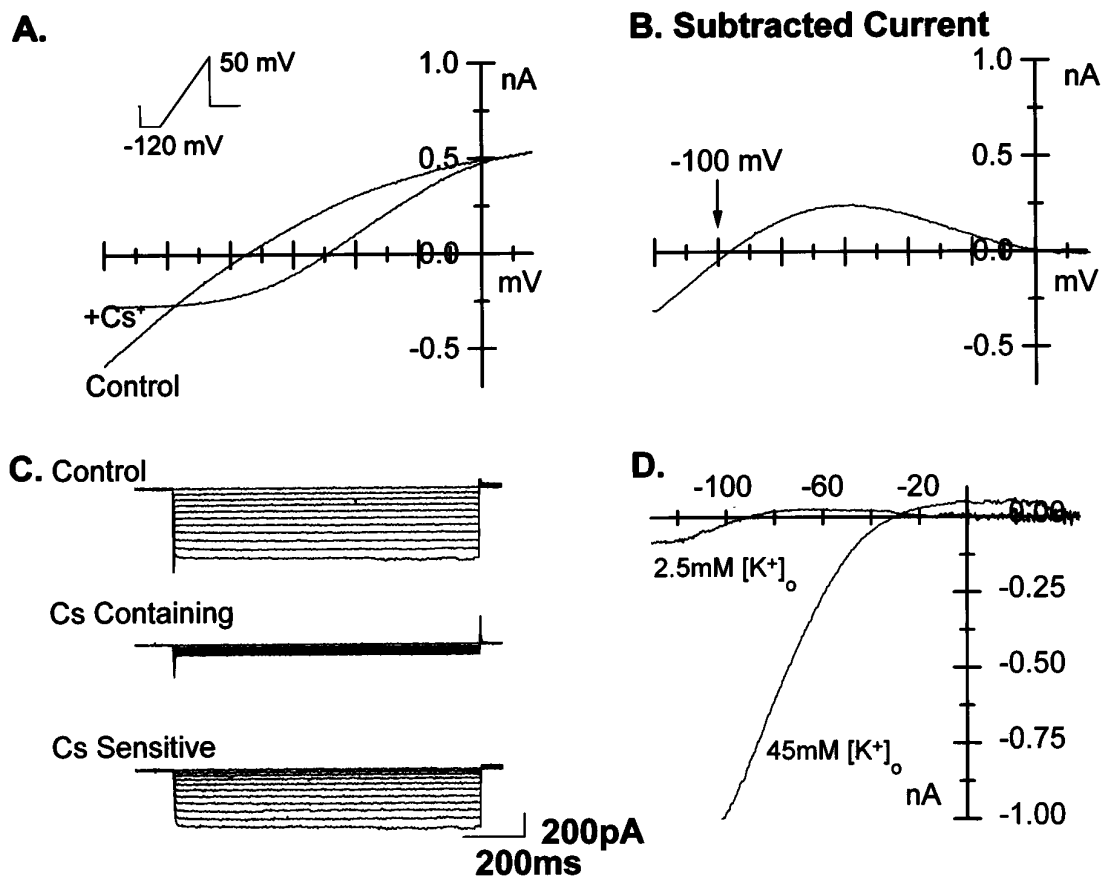 A.
50 mV
-120 mV
1.0
nA
0.5
0.0
mV
-0.5
+Cs⁺
Control
B. Subtracted Current
1.0
nA
0.5
-100 mV
0.0
mV
-0.5
C. Control
Cs Containing
Cs Sensitive
200pA
200ms
D.
-100 -60 -20
0.00
2.5mM [K⁺]ₒ
-0.25
-0.50
-0.75
45mM [K⁺]ₒ
nA
-1.00